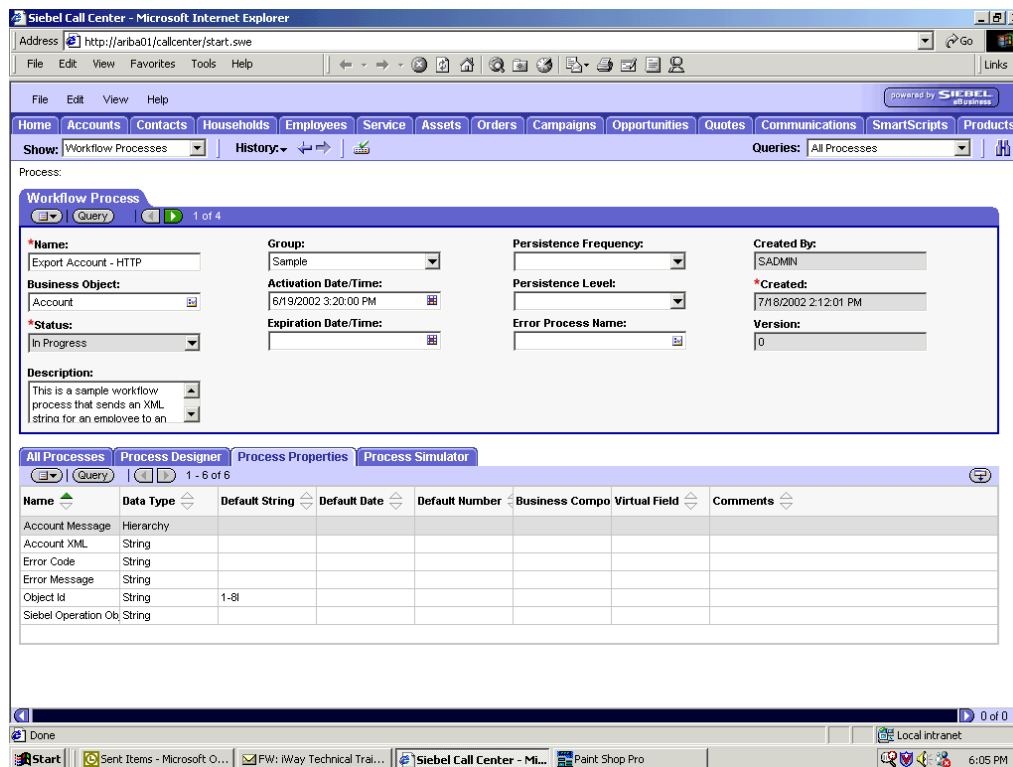 Siebel Call Center - Microsoft Internet Explorer
Address http://ariba01/callcenter/start.swe Go
File Edit View Favorites Tools Help Links
File Edit View Help powered by SIEBEL eBusiness
Home Accounts Contacts Households Employees Service Assets Orders Campaigns Opportunities Quotes Communications SmartScripts Products
Show: Workflow Processes History: Queries: All Processes
Process:
Workflow Process
Query 1 of 4
*Name: Group: Persistence Frequency: Created By:
Export Account - HTTP Sample SADMIN
Business Object: Activation Date/Time: Persistence Level: *Created:
Account 6/19/2002 3:20:00 PM 7/18/2002 2:12:01 PM
*Status: Expiration Date/Time: Error Process Name: Version:
In Progress 0
Description:
This is a sample workflow
process that sends an XML
string for an employee to an
All Processes Process Designer Process Properties Process Simulator
Query 1 - 6 of 6
Name Data Type Default String Default Date Default Number Business Compo Virtual Field Comments
Account Message Hierarchy
Account XML String
Error Code String
Error Message String
Object Id String 1-8I
Siebel Operation Ob String
0 of 0
Done Local intranet
Start Sent Items - Microsoft O... FW: iWay Technical Trai... Siebel Call Center - Mi... Paint Shop Pro 6:05 PM